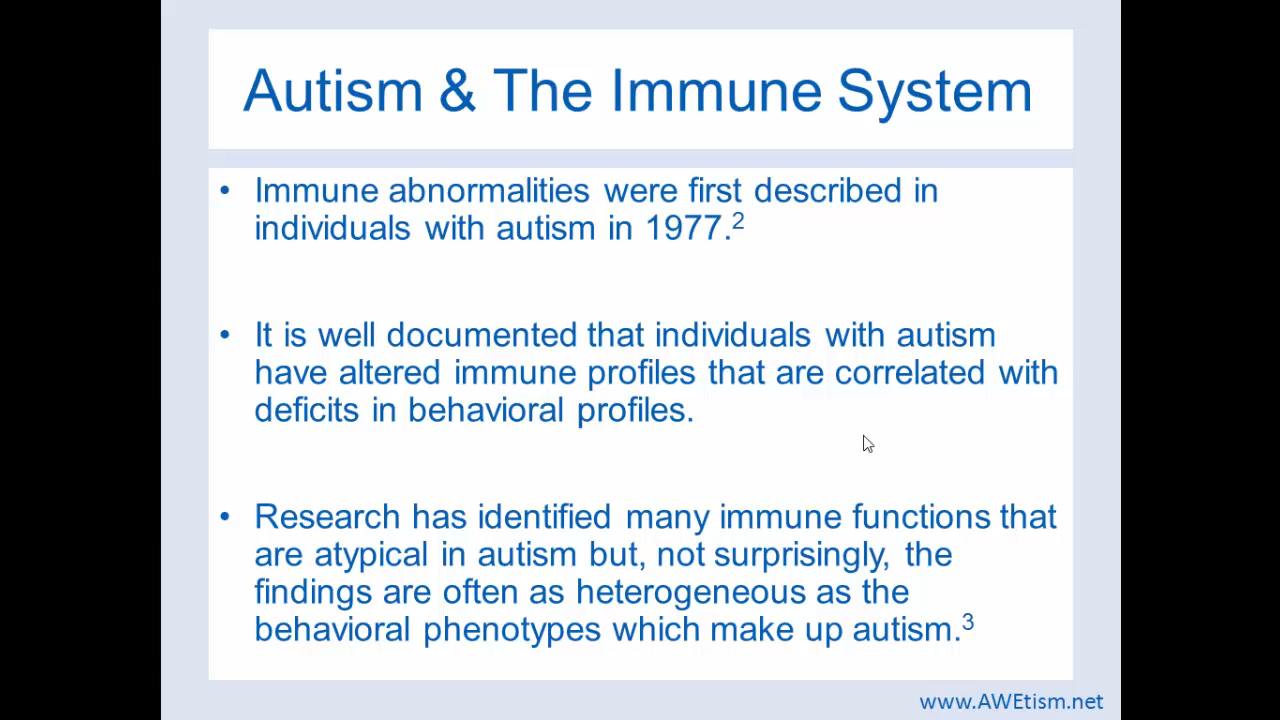 Autism & The Immune System
• Immune abnormalities were first described in
individuals with autism in 1977.²
• It is well documented that individuals with autism
have altered immune profiles that are correlated with
deficits in behavioral profiles.
• Research has identified many immune functions that
are atypical in autism but, not surprisingly, the
findings are often as heterogeneous as the
behavioral phenotypes which make up autism.³
www.AWEtism.net